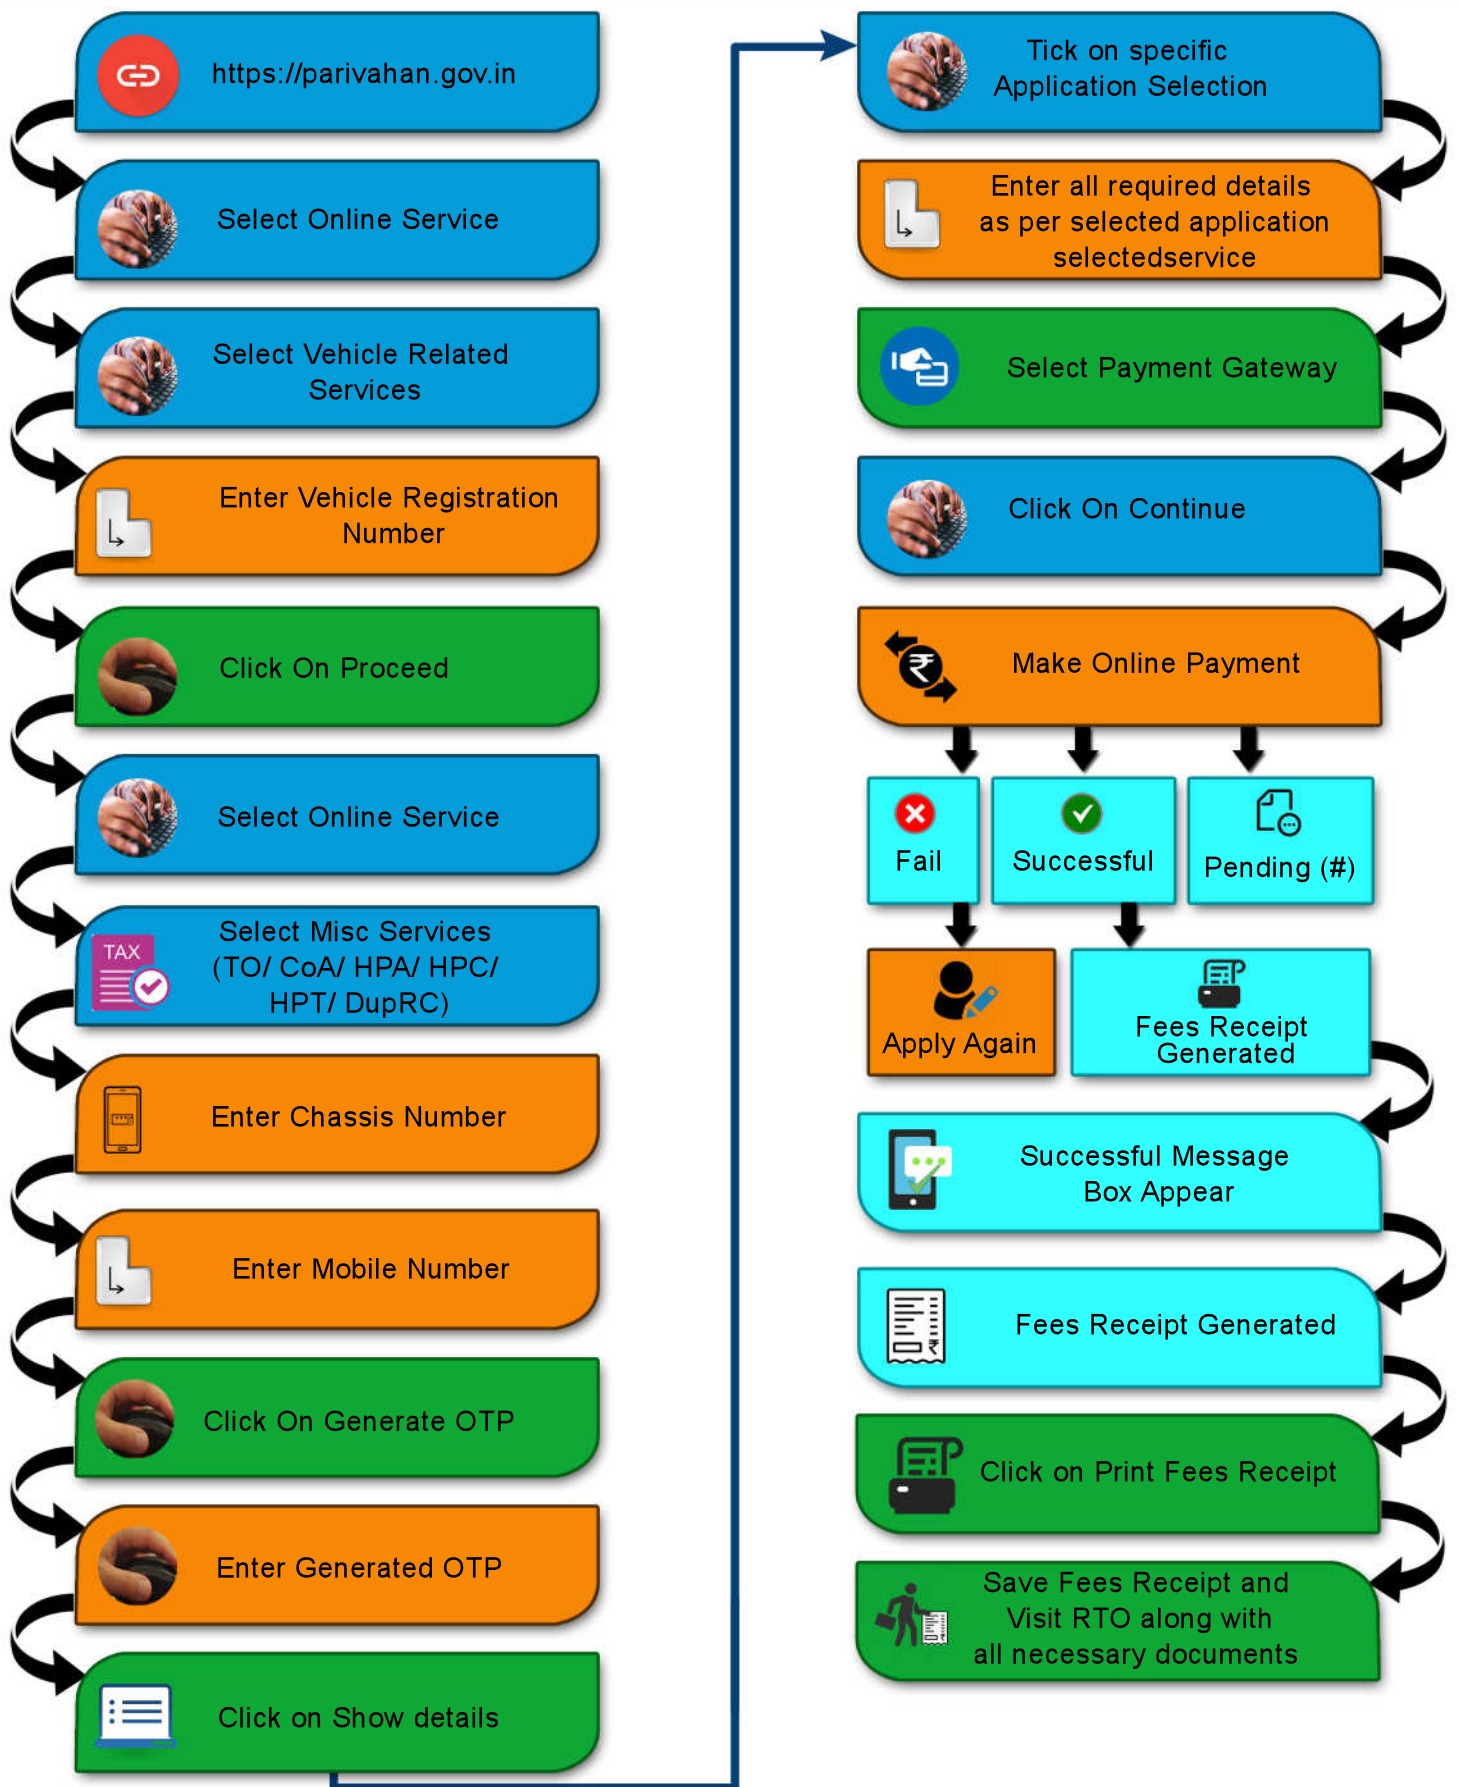 https://parivahan.gov.in
Select Online Service
Select Vehicle Related
Services
Enter Vehicle Registration
Number
Click On Proceed
Select Online Service
TAX
Select Misc Services
(TO/ CoA/ HPA/ HPC/
HPT/ DupRC)
Enter Chassis Number
Enter Mobile Number
Click On Generate OTP
Enter Generated OTP
Click on Show details
Tick on specific
Application Selection
Enter all required details
as per selected application
selectedservice
Select Payment Gateway
Click On Continue
₹
Make Online Payment
Fail
Successful
Pending (#)
Apply Again
Fees Receipt
Generated
Successful Message
Box Appear
₹
Fees Receipt Generated
Click on Print Fees Receipt
Save Fees Receipt and
Visit RTO along with
all necessary documents